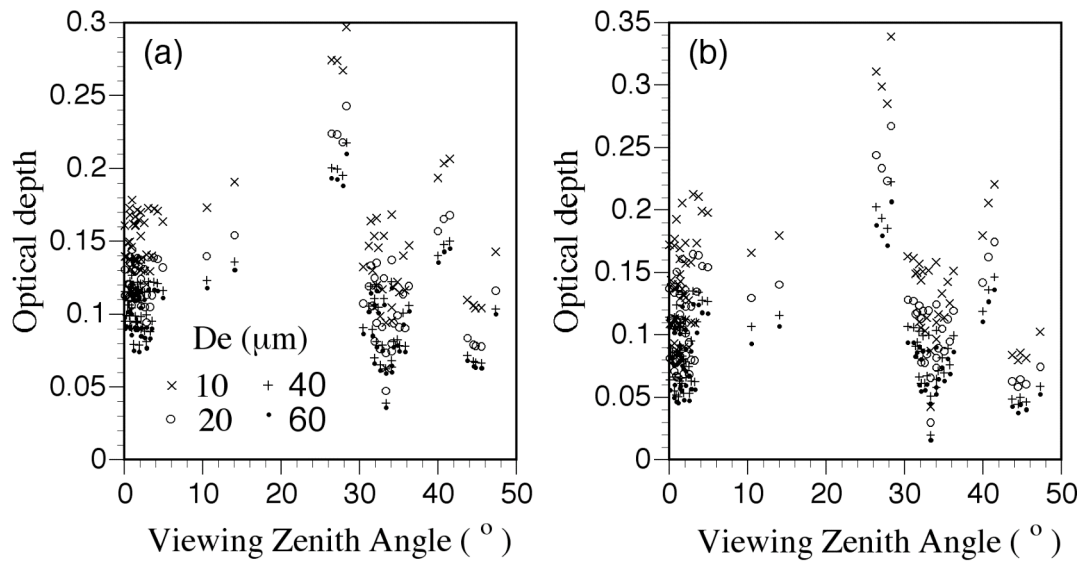 (a)
Optical depth
0.3
0.25
0.2
0.15
0.1
0.05
0
De (μm)
× 10 + 40
○ 20 • 60
0 10 20 30 40 50
Viewing Zenith Angle ( ° )
(b)
Optical depth
0.35
0.3
0.25
0.2
0.15
0.1
0.05
0
0 10 20 30 40 50
Viewing Zenith Angle ( ° )